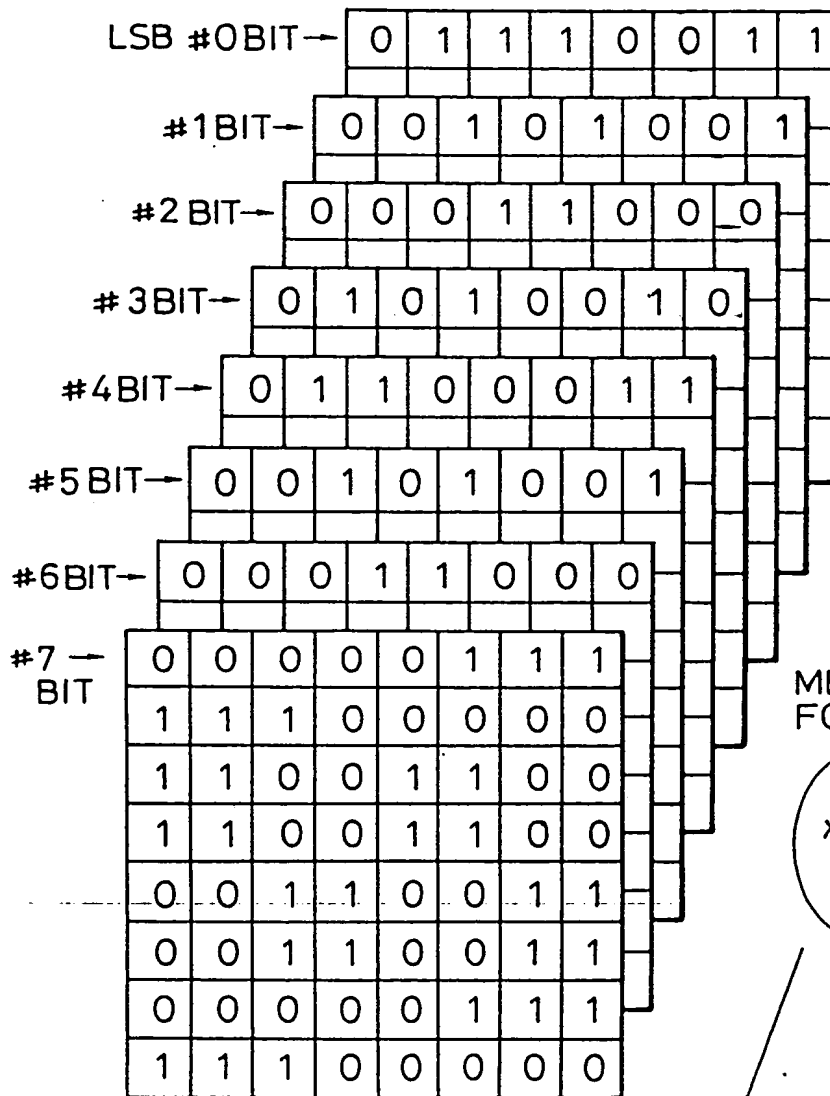 LSB #0BIT→ 0 1 1 1 0 0 1 1
#1BIT→ 0 0 1 0 1 0 0 1
#2BIT→ 0 0 0 1 1 0 0 0
#3BIT→ 0 1 0 1 0 0 1 0
#4BIT→ 0 1 1 0 0 0 1 1
#5BIT→ 0 0 1 0 1 0 0 1
#6BIT→ 0 0 0 1 1 0 0 0
#7→ 0 0 0 0 0 1 1 1
BIT
1 1 1 0 0 0 0 0
1 1 0 0 1 1 0 0
1 1 0 0 1 1 0 0
0 0 1 1 0 0 1 1
0 0 1 1 0 0 1 1
0 0 0 0 0 1 1 1
1 1 1 0 0 0 0 0